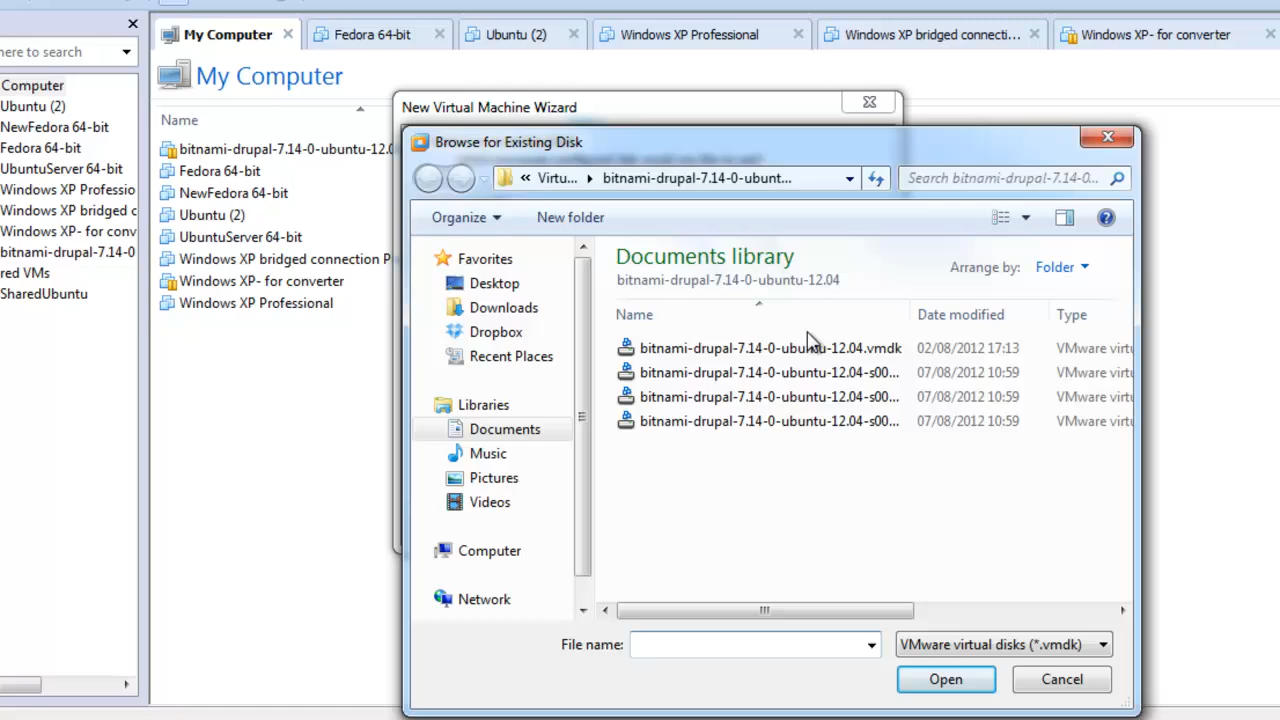 here to search
My Computer
Fedora 64-bit
Ubuntu (2)
Windows XP Professional
Windows XP bridged connecti...
Windows XP- for converter
Computer
Ubuntu (2)
NewFedora 64-bit
Fedora 64-bit
UbuntuServer 64-bit
Windows XP Professio
Windows XP bridged c
Windows XP- for conv
bitnami-drupal-7.14-0
red VMs
SharedUbuntu
My Computer
Name
bitnami-drupal-7.14-0-ubuntu-12.0
Fedora 64-bit
NewFedora 64-bit
Ubuntu (2)
UbuntuServer 64-bit
Windows XP bridged connection P
Windows XP- for converter
Windows XP Professional
New Virtual Machine Wizard
Browse for Existing Disk
« Virtu... bitnami-drupal-7.14-0-ubunt...
Search bitnami-drupal-7.14-0...
Organize
New folder
Favorites
Desktop
Downloads
Dropbox
Recent Places
Libraries
Documents
Music
Pictures
Videos
Computer
Network
Documents library
bitnami-drupal-7.14-0-ubuntu-12.04
Arrange by: Folder
Name Date modified Type
bitnami-drupal-7.14-0-ubuntu-12.04.vmdk 02/08/2012 17:13 VMware virtu
bitnami-drupal-7.14-0-ubuntu-12.04-s00... 07/08/2012 10:59 VMware virtu
bitnami-drupal-7.14-0-ubuntu-12.04-s00... 07/08/2012 10:59 VMware virtu
bitnami-drupal-7.14-0-ubuntu-12.04-s00... 07/08/2012 10:59 VMware virtu
File name:
VMware virtual disks (*.vmdk)
Open
Cancel